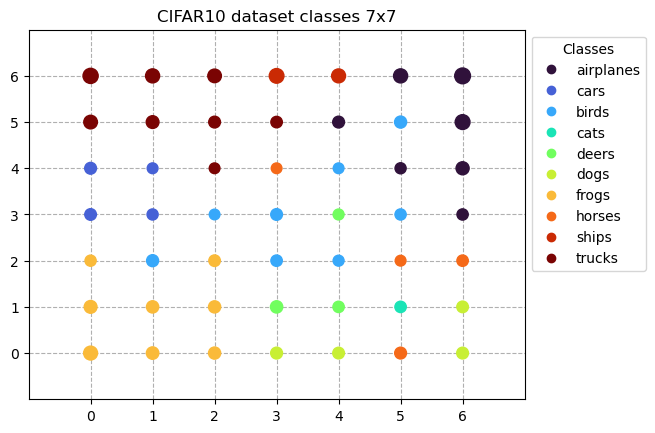 CIFAR10 dataset classes 7x7
6
5
4
3
2
1
0
0 1 2 3 4 5 6
Classes
airplanes
cars
birds
cats
deers
dogs
frogs
horses
ships
trucks